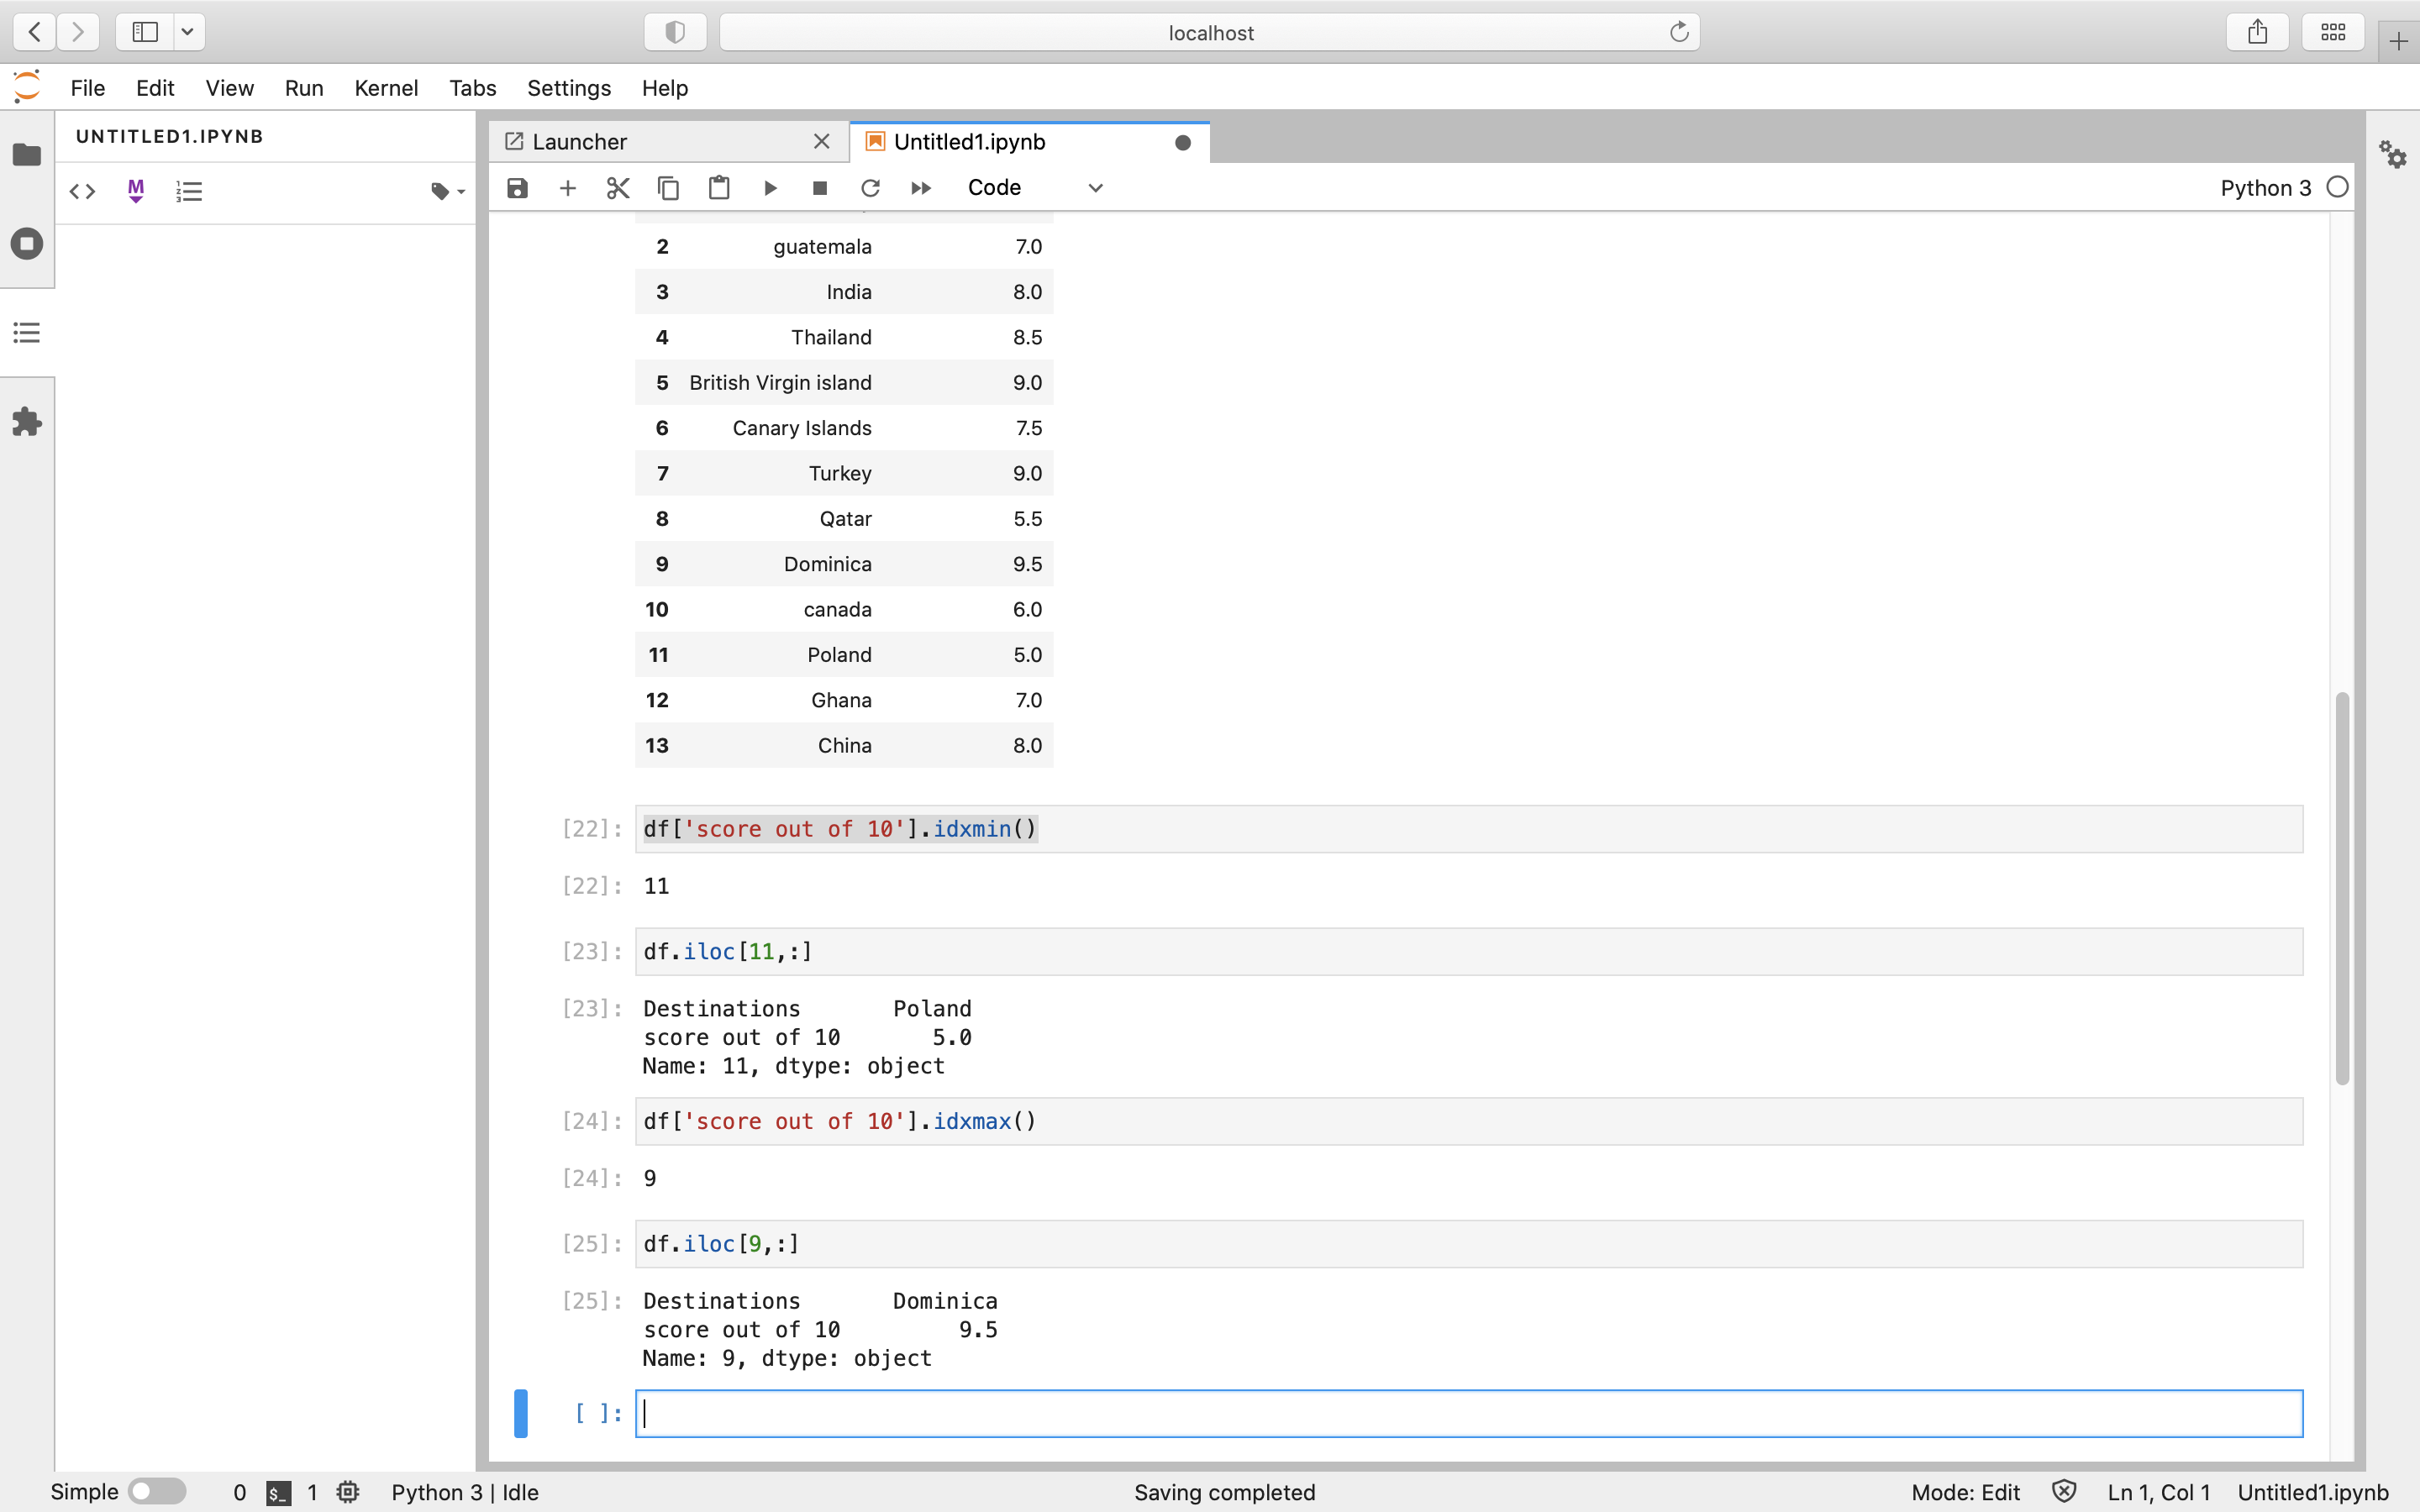 localhost
File Edit View Run Kernel Tabs Settings Help
UNTITLED1.IPYNB
Launcher
Untitled1.ipynb
M
Code
Python 3
2 guatemala 7.0
3 India 8.0
4 Thailand 8.5
5 British Virgin island 9.0
6 Canary Islands 7.5
7 Turkey 9.0
8 Qatar 5.5
9 Dominica 9.5
10 canada 6.0
11 Poland 5.0
12 Ghana 7.0
13 China 8.0
[22]: df['score out of 10'].idxmin()
[22]: 11
[23]: df.iloc[11,:]
[23]: Destinations Poland
score out of 10 5.0
Name: 11, dtype: object
[24]: df['score out of 10'].idxmax()
[24]: 9
[25]: df.iloc[9,:]
[25]: Destinations Dominica
score out of 10 9.5
Name: 9, dtype: object
[ ]:
Simple 0 $_ 1 Python 3 | Idle Saving completed Mode: Edit Ln 1, Col 1 Untitled1.ipynb